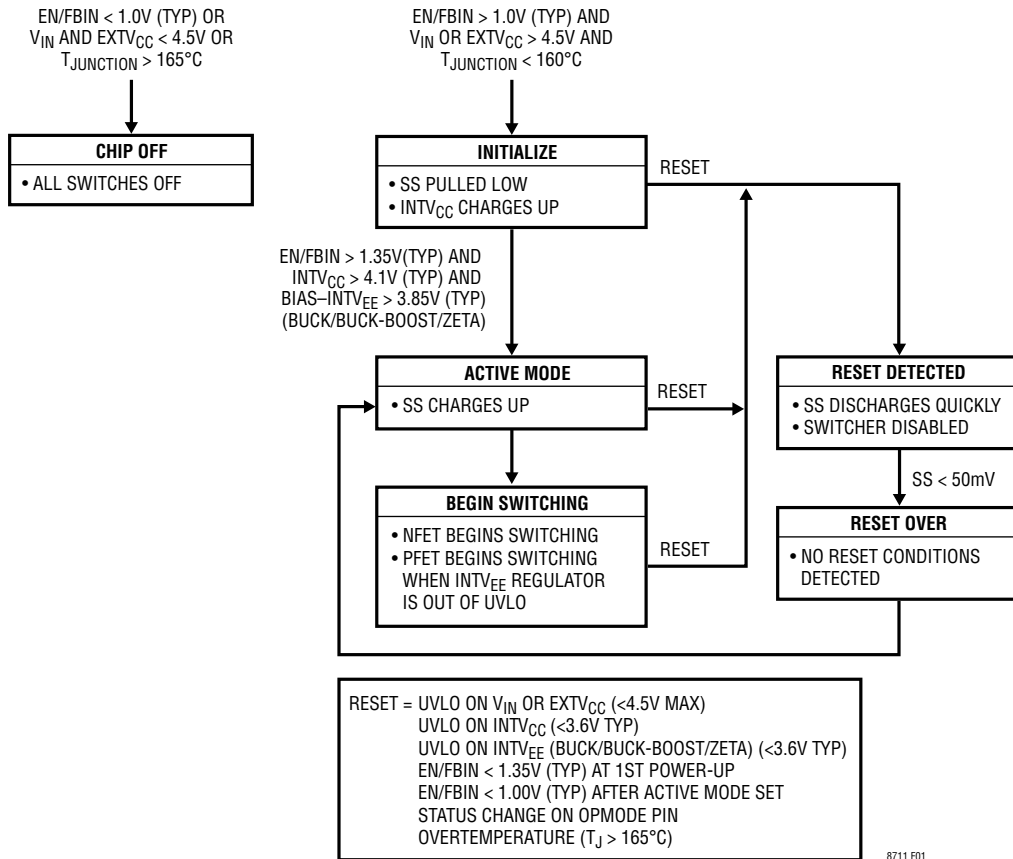 EN/FBIN < 1.0V (TYP) OR
VIN AND EXTVCC < 4.5V OR
TJUNCTION > 165°C
CHIP OFF
• ALL SWITCHES OFF
EN/FBIN > 1.0V (TYP) AND
VIN OR EXTVCC > 4.5V AND
TJUNCTION < 160°C
INITIALIZE
• SS PULLED LOW
• INTVCC CHARGES UP
RESET
EN/FBIN > 1.35V(TYP) AND
INTVCC > 4.1V (TYP) AND
BIAS–INTVEE > 3.85V (TYP)
(BUCK/BUCK-BOOST/ZETA)
ACTIVE MODE
• SS CHARGES UP
RESET
BEGIN SWITCHING
• NFET BEGINS SWITCHING
• PFET BEGINS SWITCHING
WHEN INTVEE REGULATOR
IS OUT OF UVLO
RESET
RESET DETECTED
• SS DISCHARGES QUICKLY
• SWITCHER DISABLED
SS < 50mV
RESET OVER
• NO RESET CONDITIONS
DETECTED
RESET = UVLO ON VIN OR EXTVCC (<4.5V MAX)
UVLO ON INTVCC (<3.6V TYP)
UVLO ON INTVEE (BUCK/BUCK-BOOST/ZETA) (<3.6V TYP)
EN/FBIN < 1.35V (TYP) AT 1ST POWER-UP
EN/FBIN < 1.00V (TYP) AFTER ACTIVE MODE SET
STATUS CHANGE ON OPMODE PIN
OVERTEMPERATURE (TJ > 165°C)
8711 F01